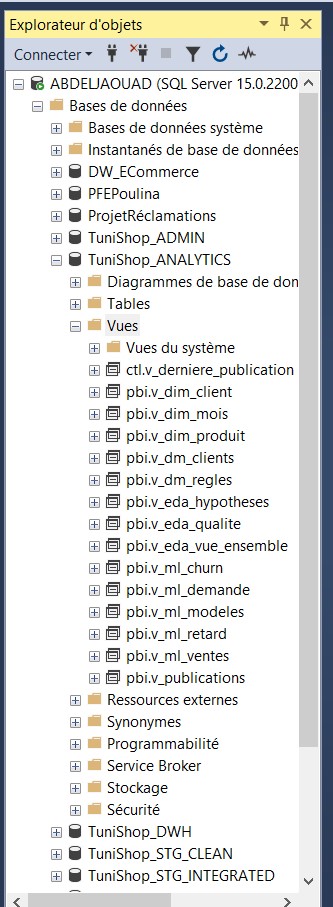 Explorateur d'objets
Connecter
ABDELJAOUAD (SQL Server 15.0.2200
Bases de données
Bases de données système
Instantanés de base de données
DW_ECommerce
PFEPoulina
ProjetRéclamations
TuniShop_ADMIN
TuniShop_ANALYTICS
Diagrammes de base de don
Tables
Vues
Vues du système
ctl.v_derniere_publication
pbi.v_dim_client
pbi.v_dim_mois
pbi.v_dim_produit
pbi.v_dm_clients
pbi.v_dm_regles
pbi.v_eda_hypotheses
pbi.v_eda_qualite
pbi.v_eda_vue_ensemble
pbi.v_ml_churn
pbi.v_ml_demande
pbi.v_ml_modeles
pbi.v_ml_retard
pbi.v_ml_ventes
pbi.v_publications
Ressources externes
Synonymes
Programmabilité
Service Broker
Stockage
Sécurité
TuniShop_DWH
TuniShop_STG_CLEAN
TuniShop_STG_INTEGRATED